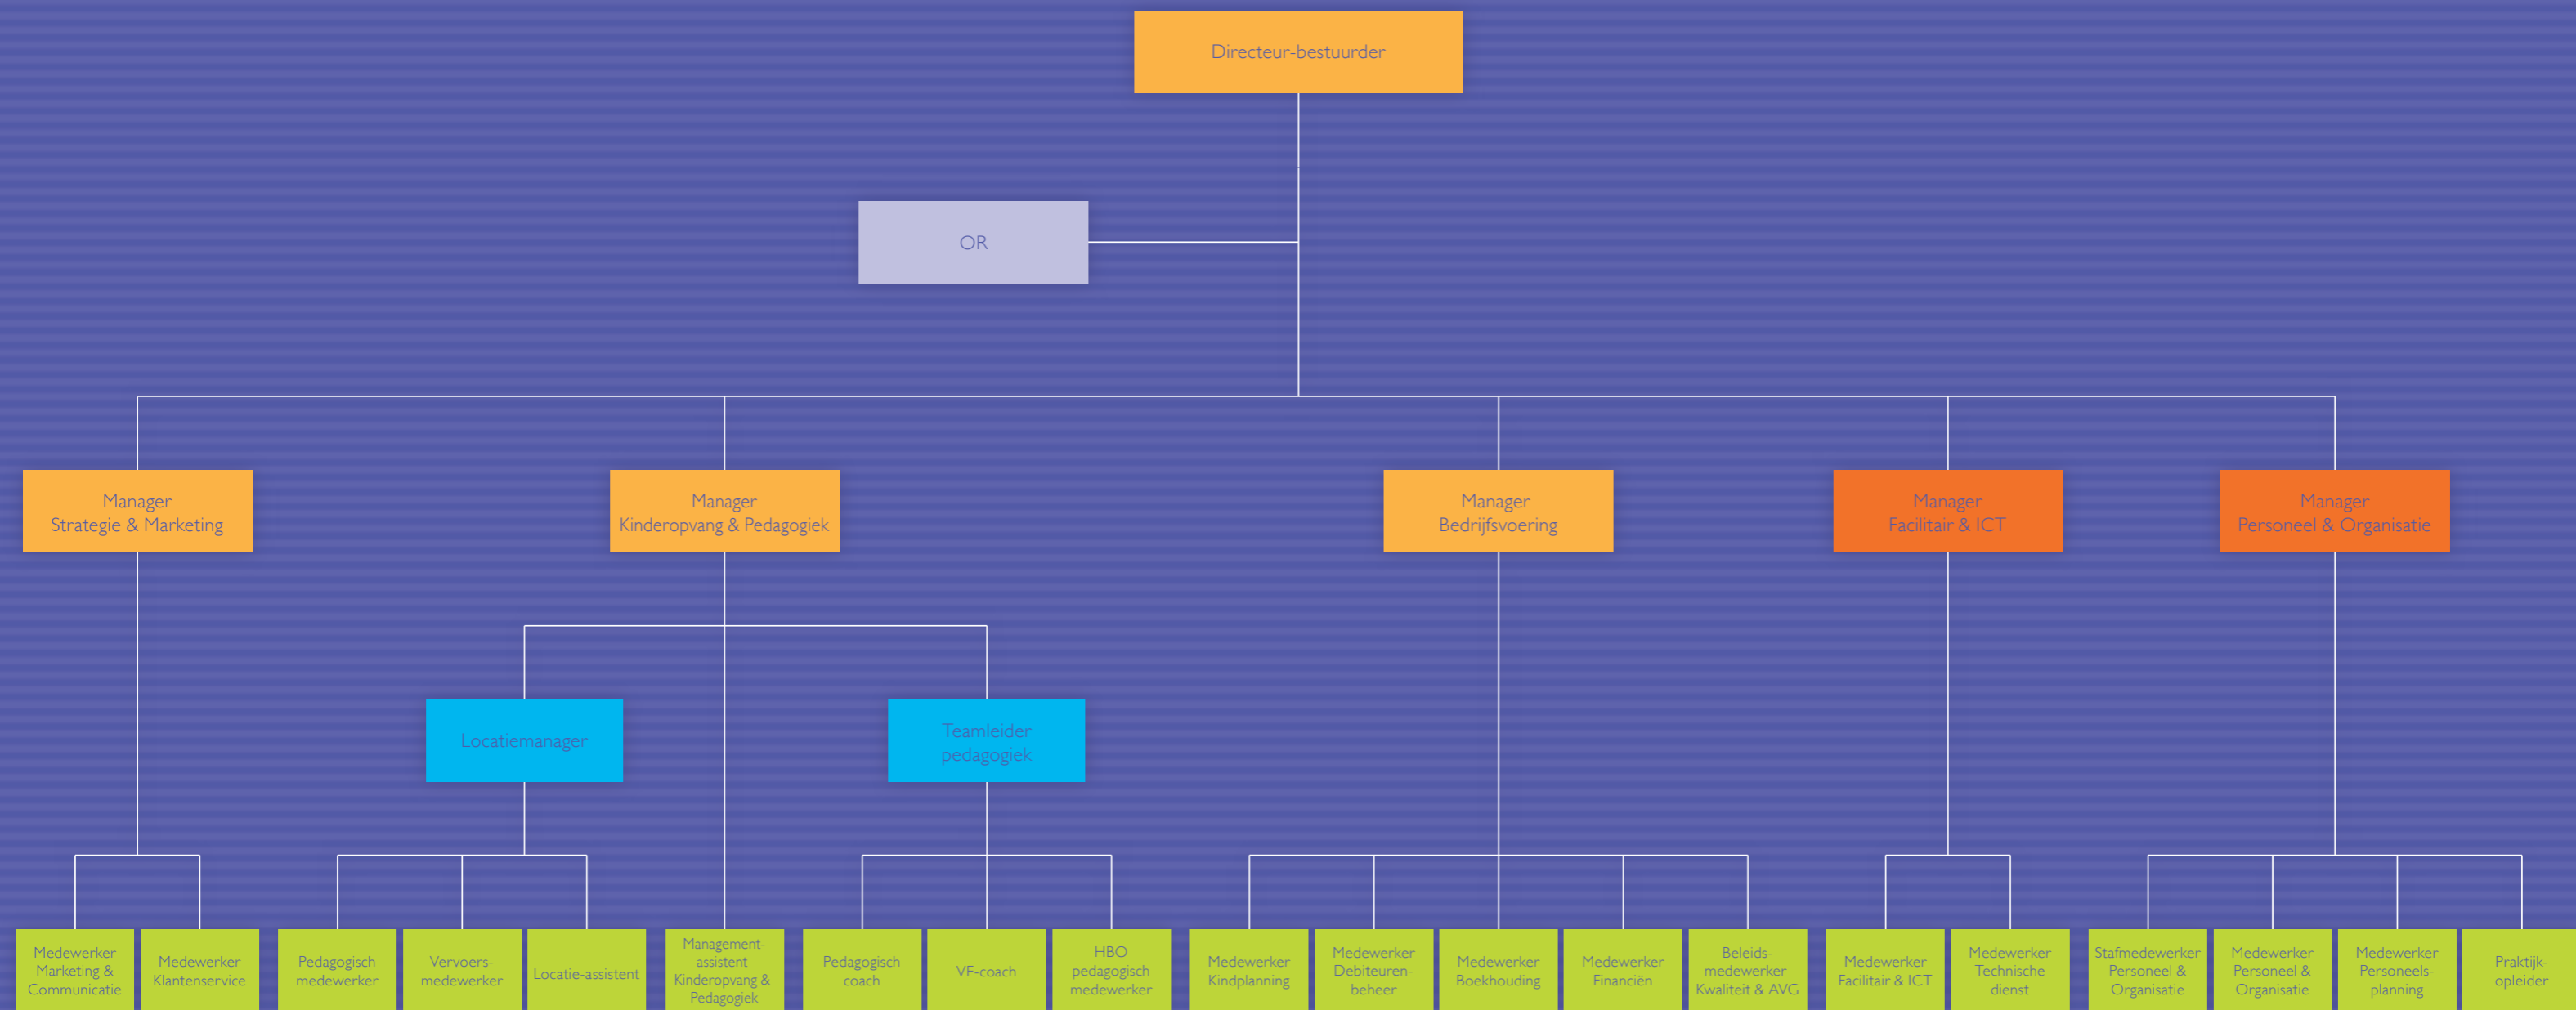 Directeur-bestuurder
OR
Manager
Strategie & Marketing
Manager
Kinderopvang & Pedagogiek
Manager
Bedrijfsvoering
Manager
Facilitair & ICT
Manager
Personeel & Organisatie
Locatiemanager
Teamleider
pedagogiek
Medewerker
Marketing &
Communicatie
Medewerker
Klantenservice
Pedagogisch
medewerker
Vervoers-
medewerker
Locatie-assistent
Management-
assistent
Kinderopvang &
Pedagogiek
Pedagogisch
coach
VE-coach
HBO
pedagogisch
medewerker
Medewerker
Kindplanning
Medewerker
Debiteuren-
beheer
Medewerker
Boekhouding
Medewerker
Financiën
Beleids-
medewerker
Kwaliteit & AVG
Medewerker
Facilitair & ICT
Medewerker
Technische
dienst
Stafmedewerker
Personeel &
Organisatie
Medewerker
Personeel &
Organisatie
Medewerker
Personeels-
planning
Praktijk-
opleider